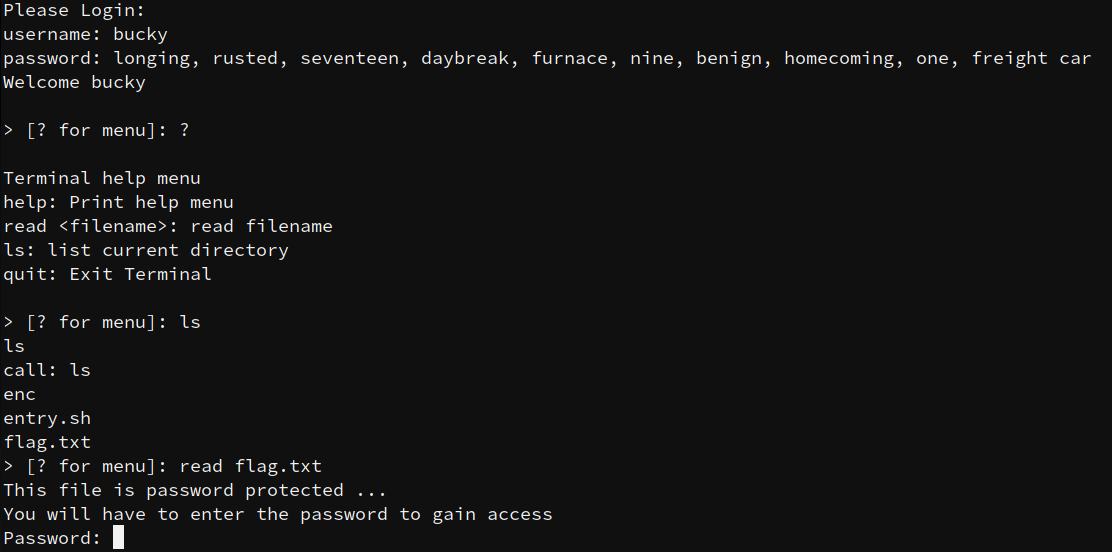 Please Login:
username: bucky
password: longing, rusted, seventeen, daybreak, furnace, nine, benign, homecoming, one, freight car
Welcome bucky
> [? for menu]: ?
Terminal help menu
help: Print help menu
read <filename>: read filename
ls: list current directory
quit: Exit Terminal
> [? for menu]: ls
ls
call: ls
enc
entry.sh
flag.txt
> [? for menu]: read flag.txt
This file is password protected ...
You will have to enter the password to gain access
Password: